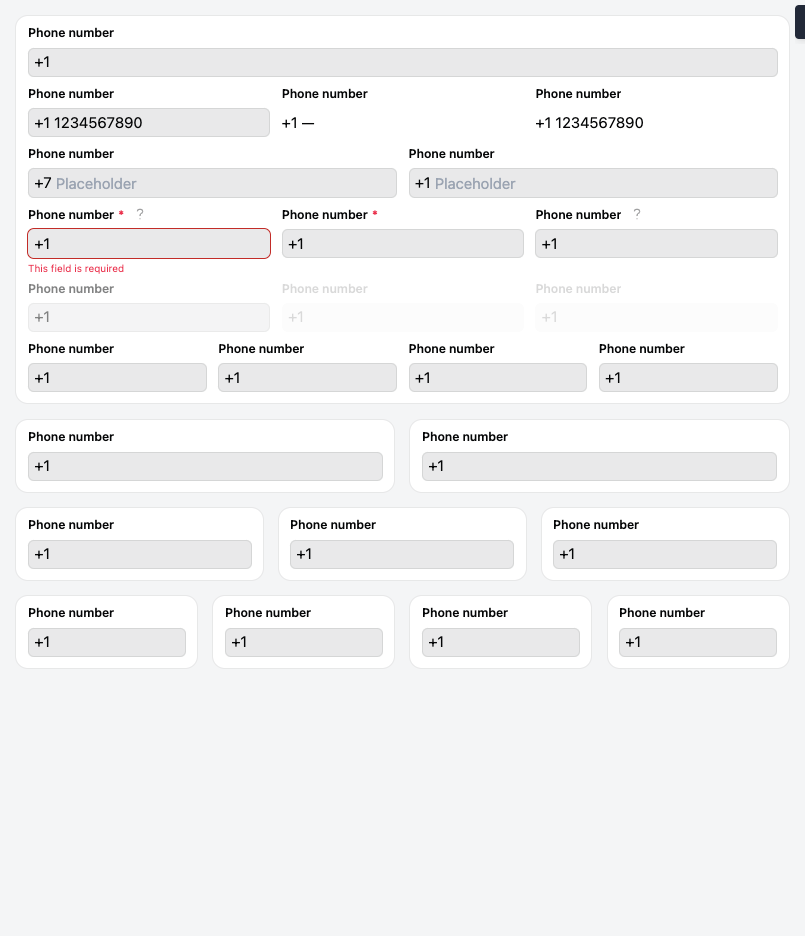 Phone number
+1
Phone number Phone number Phone number
+1 1234567890 +1 — +1 1234567890
Phone number Phone number
+7 Placeholder +1 Placeholder
Phone number * ? Phone number * Phone number ?
+1 +1 +1
This field is required
Phone number Phone number Phone number
+1 +1 +1
Phone number Phone number Phone number Phone number
+1 +1 +1 +1
Phone number Phone number
+1 +1
Phone number Phone number Phone number
+1 +1 +1
Phone number Phone number Phone number Phone number
+1 +1 +1 +1